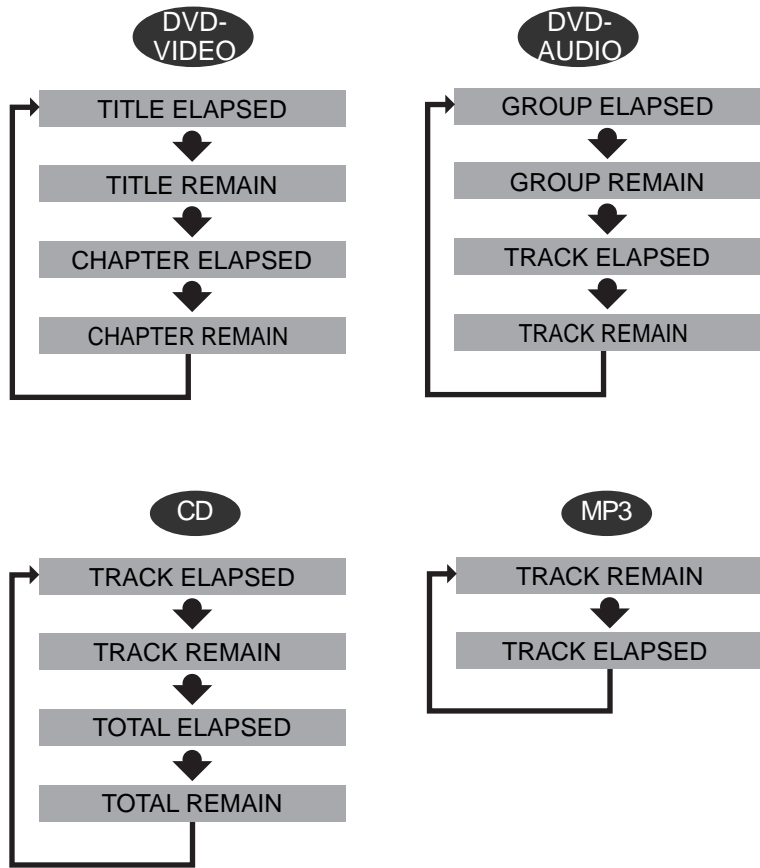 DVD-
VIDEO
TITLE ELAPSED
TITLE REMAIN
CHAPTER ELAPSED
CHAPTER REMAIN
DVD-
AUDIO
GROUP ELAPSED
GROUP REMAIN
TRACK ELAPSED
TRACK REMAIN
CD
TRACK ELAPSED
TRACK REMAIN
TOTAL ELAPSED
TOTAL REMAIN
MP3
TRACK REMAIN
TRACK ELAPSED